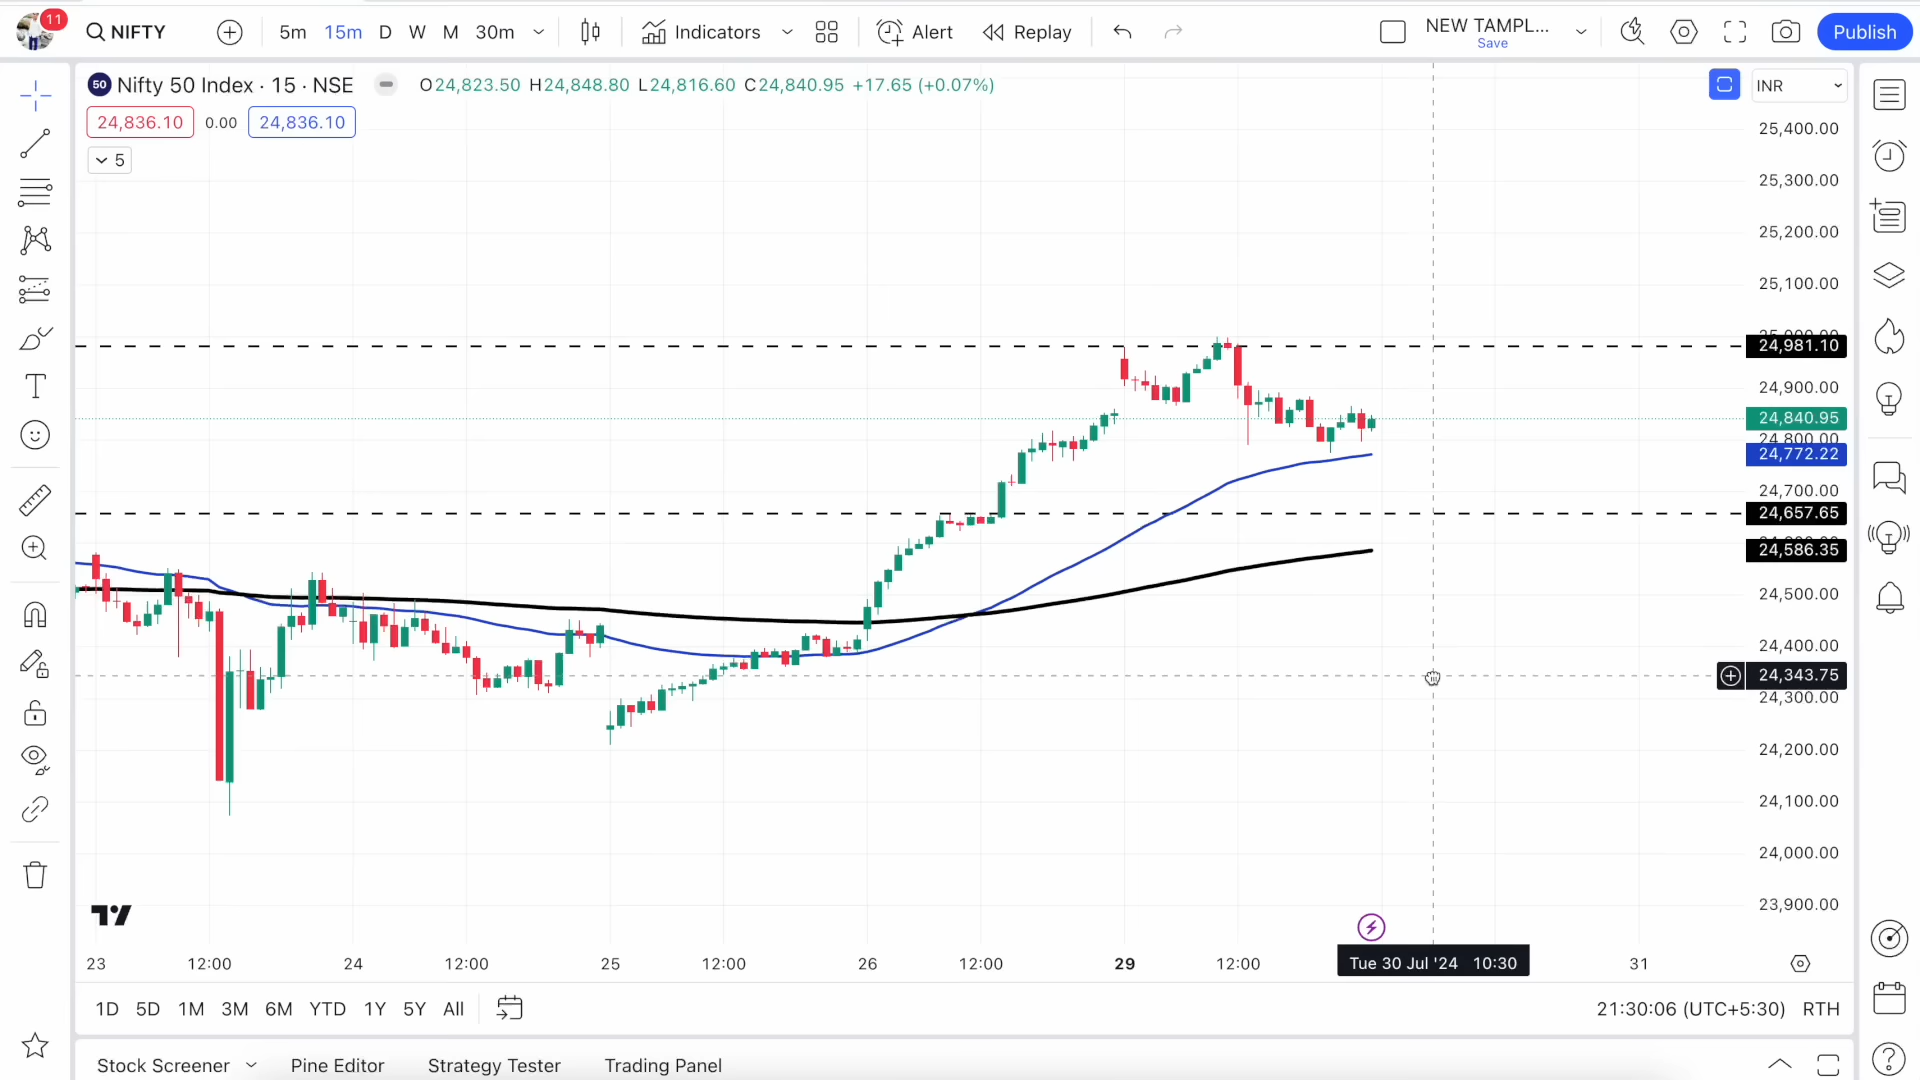 11
NIFTY
5m 15m D W M 30m
Indicators
Alert
Replay
NEW TAMPL...
Save
Publish
50 Nifty 50 Index · 15 · NSE
O24,823.50 H24,848.80 L24,816.60 C24,840.95 +17.65 (+0.07%)
INR
24,836.10 0.00 24,836.10
5
25,400.00
25,300.00
25,200.00
25,100.00
25,000.00
24,981.10
24,900.00
24,840.95
24,800.00
24,772.22
24,700.00
24,657.65
24,586.35
24,500.00
24,400.00
24,343.75
24,300.00
24,200.00
24,100.00
24,000.00
23,900.00
23 12:00 24 12:00 25 12:00 26 12:00 29 12:00 Tue 30 Jul '24 10:30 31
1D 5D 1M 3M 6M YTD 1Y 5Y All
21:30:06 (UTC+5:30) RTH
Stock Screener Pine Editor Strategy Tester Trading Panel